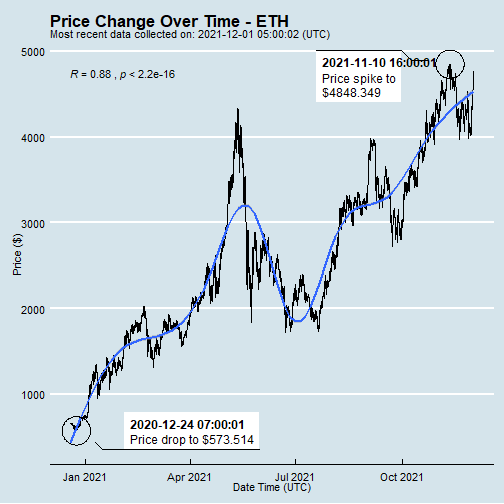 Price Change Over Time - ETH
Most recent data collected on: 2021-12-01 05:00:02 (UTC)
5000
2021-11-10 16:00:01
R = 0.88 , p < 2.2e-16
Price spike to
$4848.349
4000
3000
Price ($)
2000
1000
2020-12-24 07:00:01
Price drop to $573.514
Jan 2021
Apr 2021
Jul 2021
Oct 2021
Date Time (UTC)